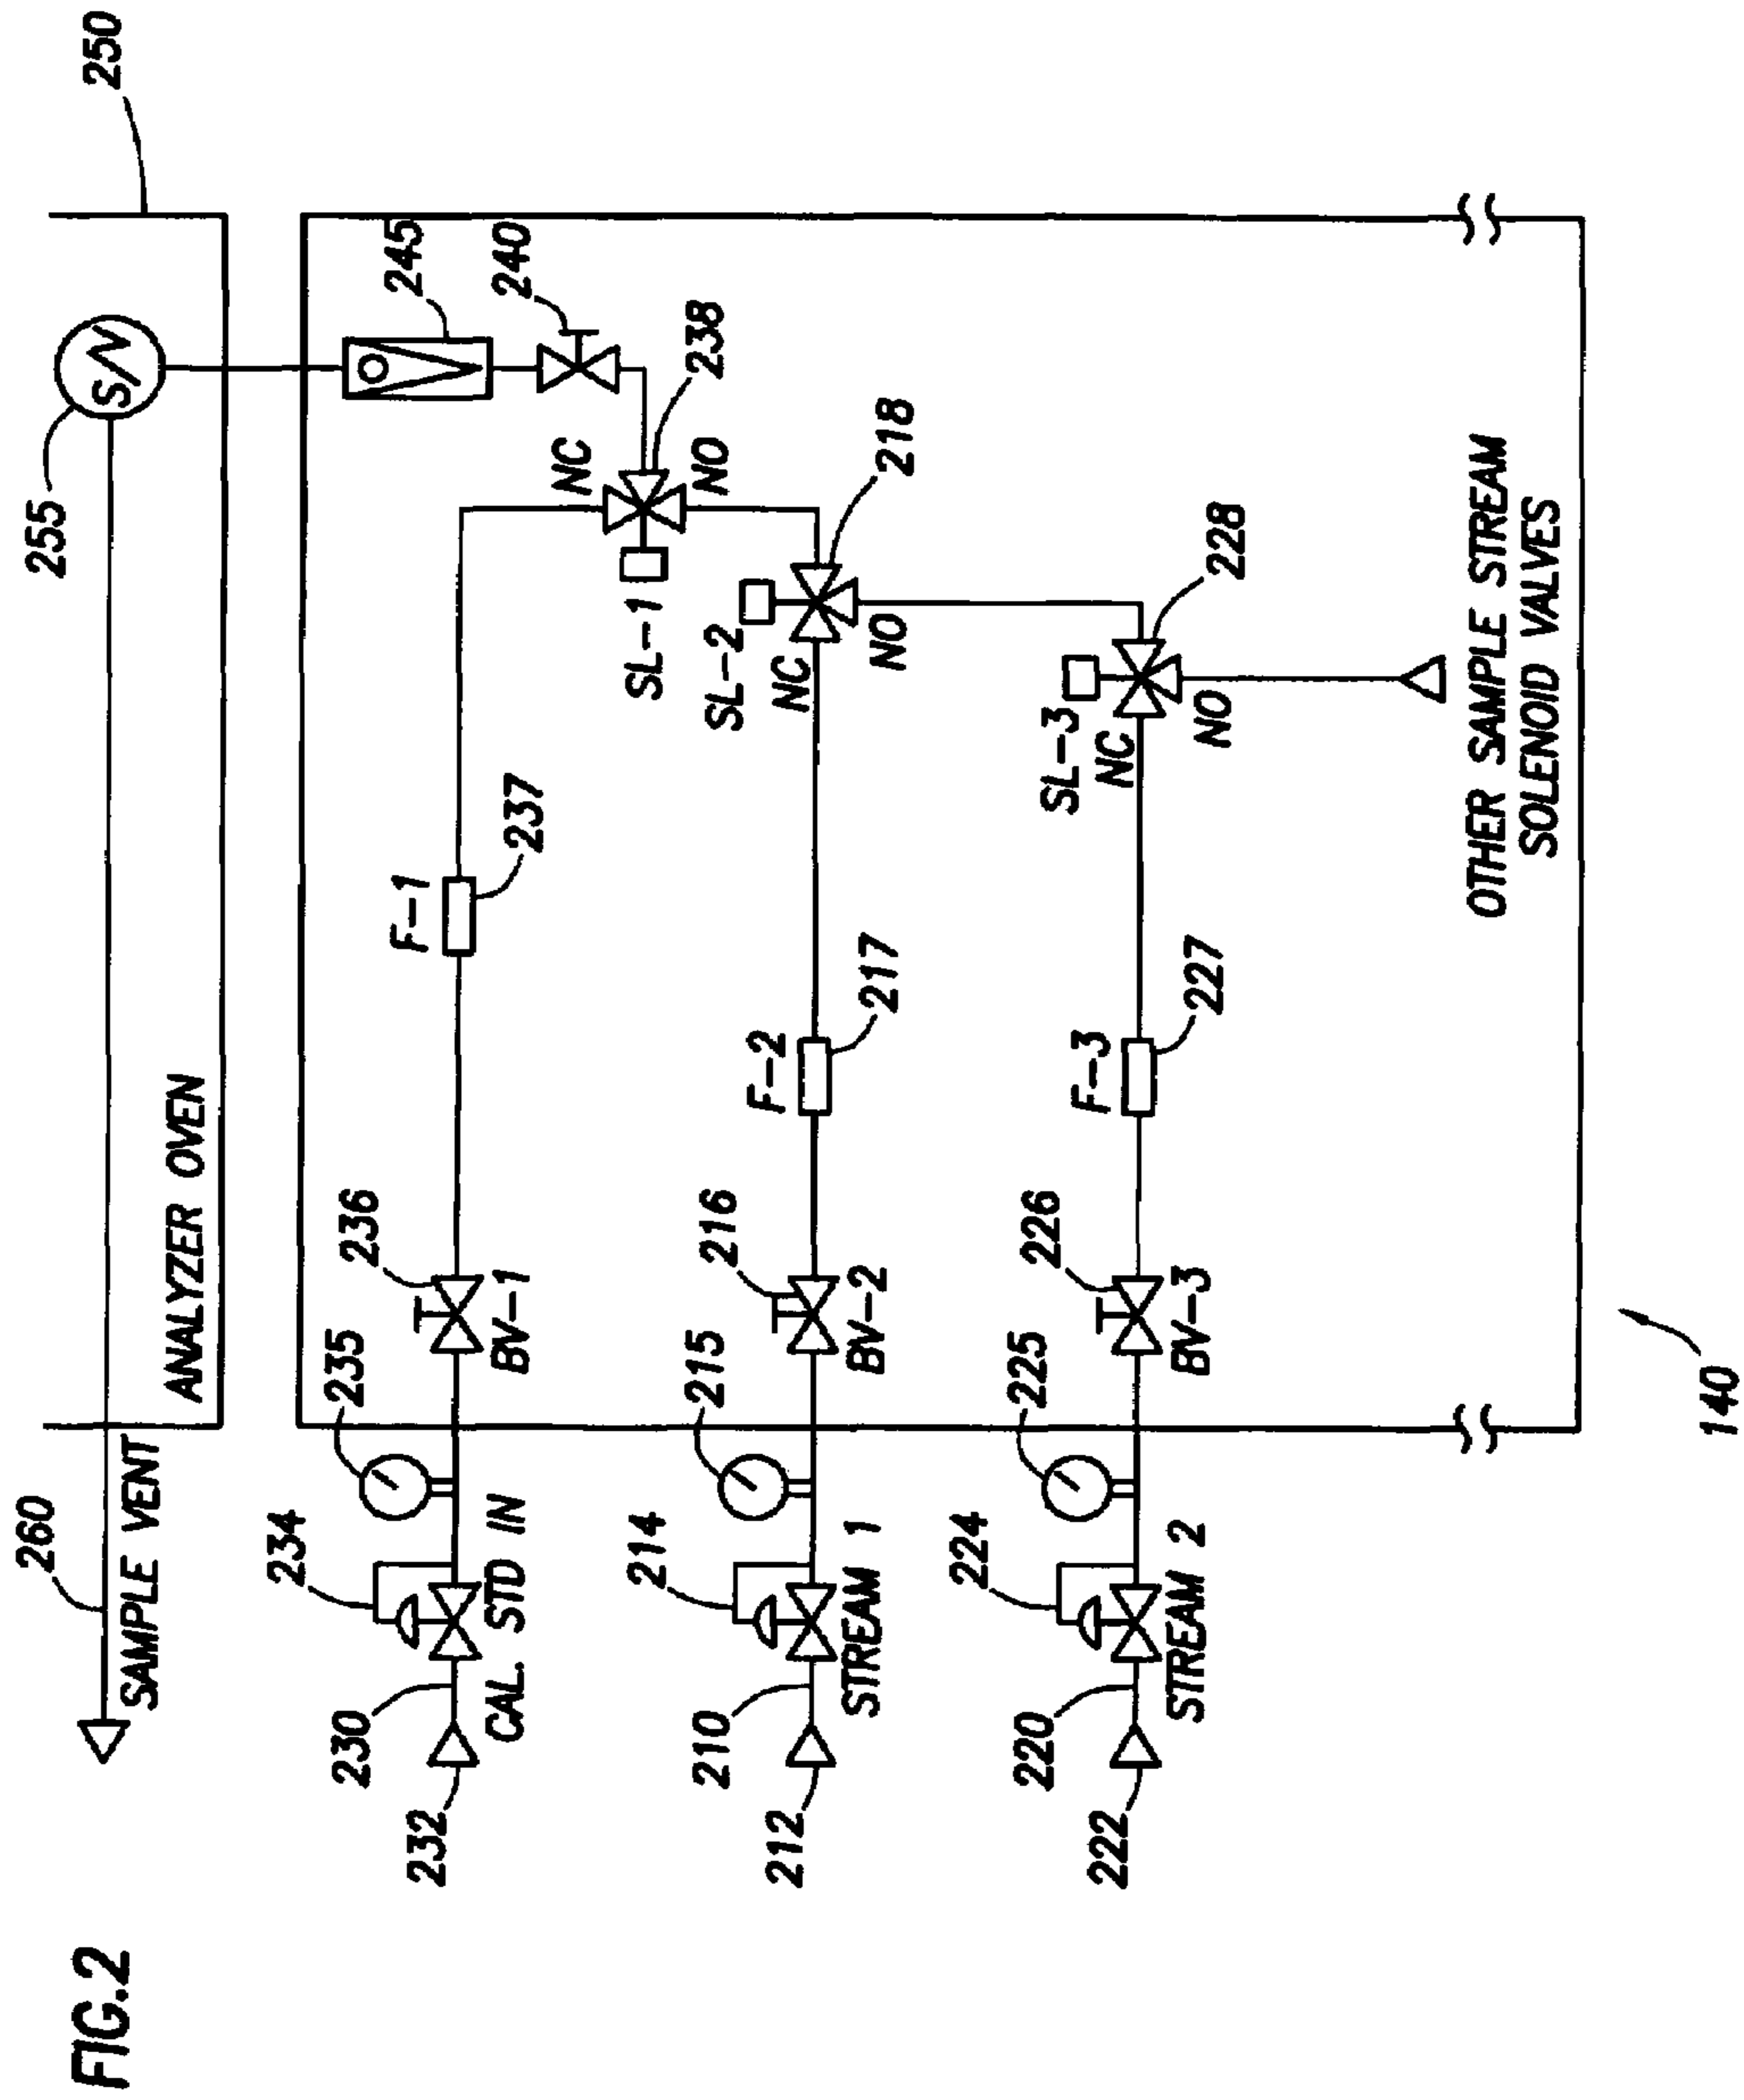 FIG.2
260
SAMPLE VENT
ANALYZER OVEN
255
S/N
250
232
230
234
CAL. STD IN
235
236
BV-1
F-1
237
SL-1
NC
NO
238
240
245
212
210
214
STREAM 1
215
216
BV-2
F-2
217
SL-2
NC
NO
218
222
220
224
STREAM 2
225
226
BV-3
F-3
227
SL-3
NC
NO
228
OTHER SAMPLE STREAM
SOLENOID VALVES
140